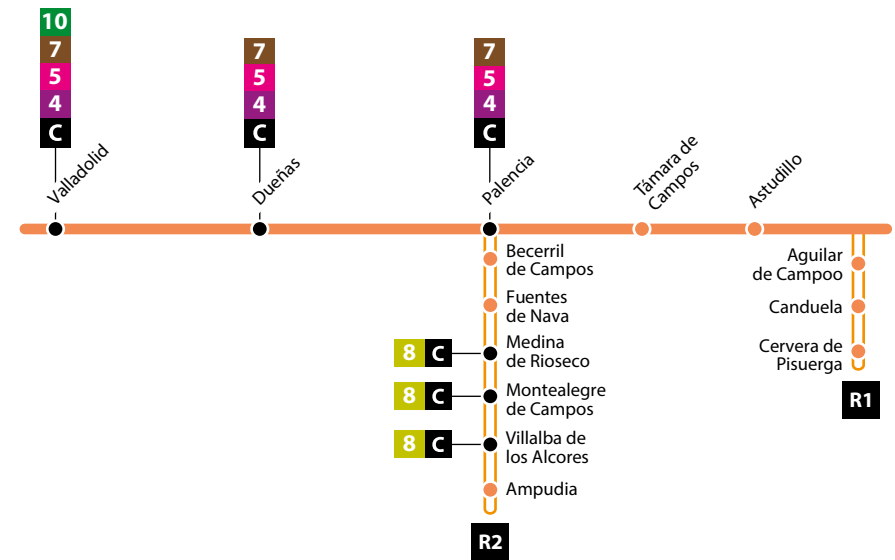 10
7
5
4
C
7
5
4
C
7
5
4
C
Valladolid
Dueñas
Palencia
Támara de
Campos
Astudillo
Becerril
de Campos
Fuentes
de Nava
8 C
Medina
de Rioseco
8 C
Montealegre
de Campos
8 C
Villalba de
los Alcores
Ampudia
R2
Aguilar
de Campoo
Canduela
Cervera de
Pisuerga
R1